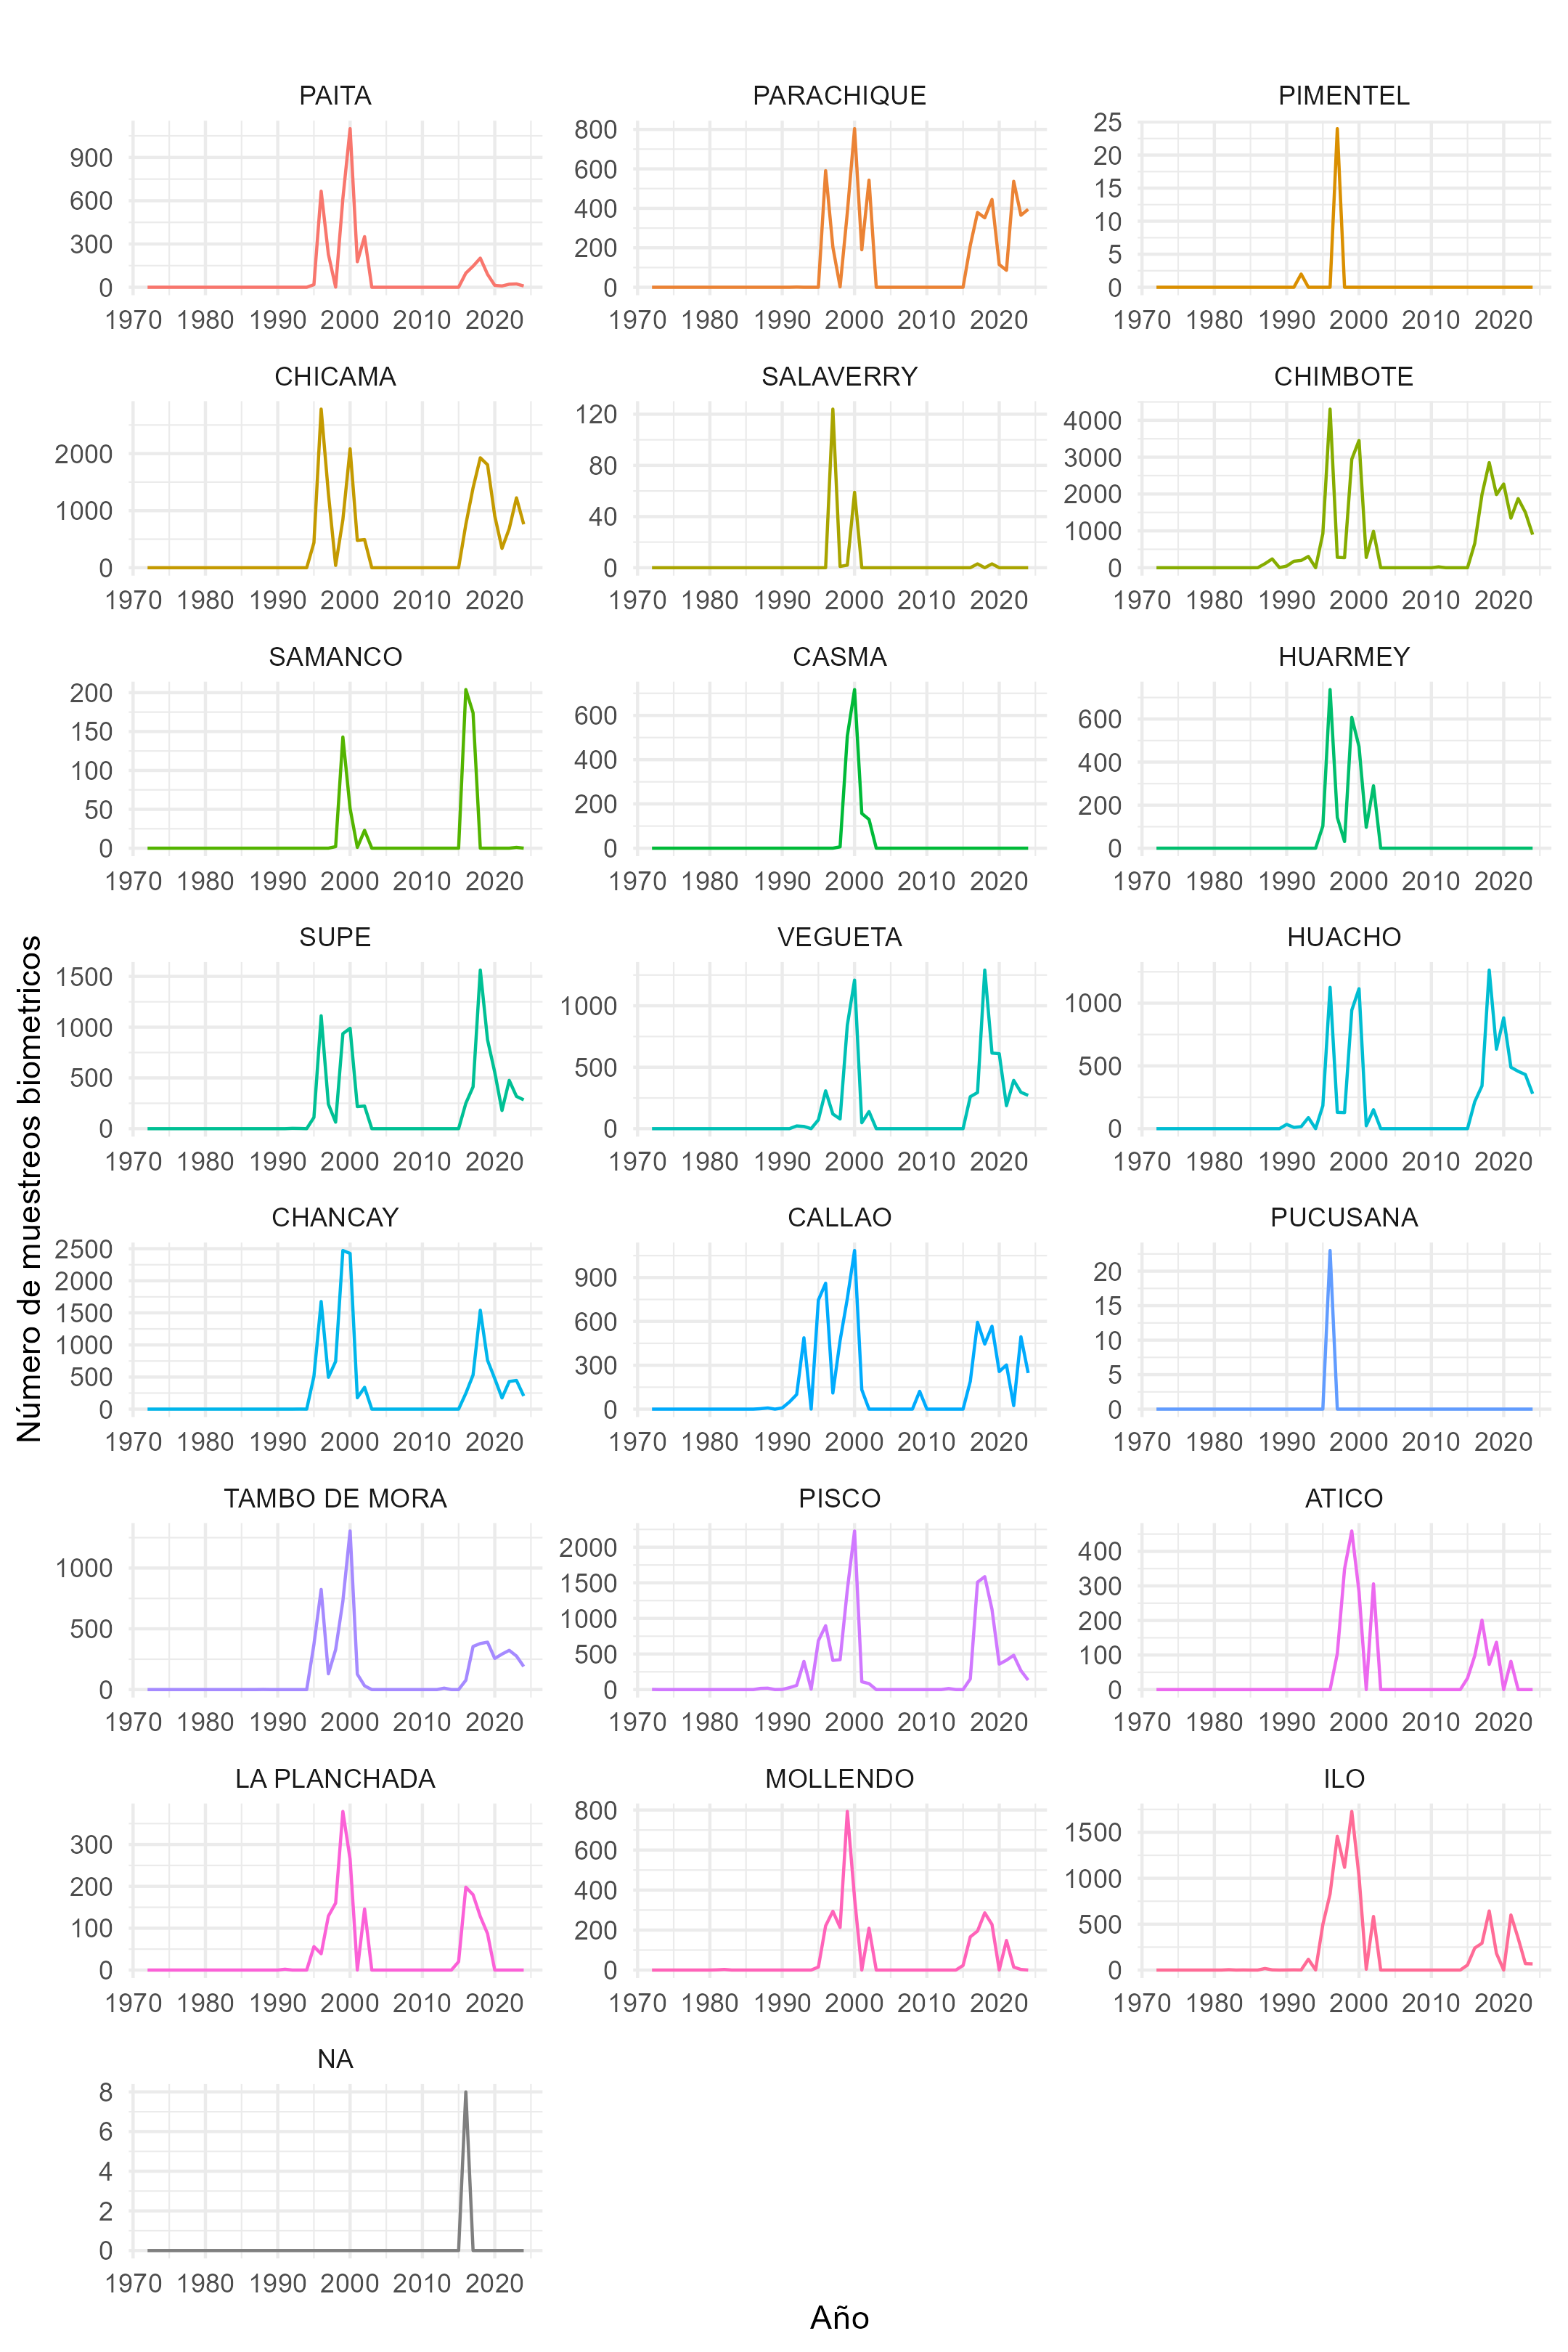 PAITA
900
600
300
0
1970 1980 1990 2000 2010 2020
PARACHIQUE
800
600
400
200
0
1970 1980 1990 2000 2010 2020
PIMENTEL
25
20
15
10
5
0
1970 1980 1990 2000 2010 2020
CHICAMA
2000
1000
0
1970 1980 1990 2000 2010 2020
SALAVERRY
120
80
40
0
1970 1980 1990 2000 2010 2020
CHIMBOTE
4000
3000
2000
1000
0
1970 1980 1990 2000 2010 2020
SAMANCO
200
150
100
50
0
1970 1980 1990 2000 2010 2020
CASMA
600
400
200
0
1970 1980 1990 2000 2010 2020
HUARMEY
600
400
200
0
1970 1980 1990 2000 2010 2020
Número de muestreos biometricos
SUPE
1500
1000
500
0
1970 1980 1990 2000 2010 2020
VEGUETA
1000
500
0
1970 1980 1990 2000 2010 2020
HUACHO
1000
500
0
1970 1980 1990 2000 2010 2020
CHANCAY
2500
2000
1500
1000
500
0
1970 1980 1990 2000 2010 2020
CALLAO
900
600
300
0
1970 1980 1990 2000 2010 2020
PUCUSANA
20
15
10
5
0
1970 1980 1990 2000 2010 2020
TAMBO DE MORA
1000
500
0
1970 1980 1990 2000 2010 2020
PISCO
2000
1500
1000
500
0
1970 1980 1990 2000 2010 2020
ATICO
400
300
200
100
0
1970 1980 1990 2000 2010 2020
LA PLANCHADA
300
200
100
0
1970 1980 1990 2000 2010 2020
MOLLENDO
800
600
400
200
0
1970 1980 1990 2000 2010 2020
ILO
1500
1000
500
0
1970 1980 1990 2000 2010 2020
NA
8
6
4
2
0
1970 1980 1990 2000 2010 2020
Año